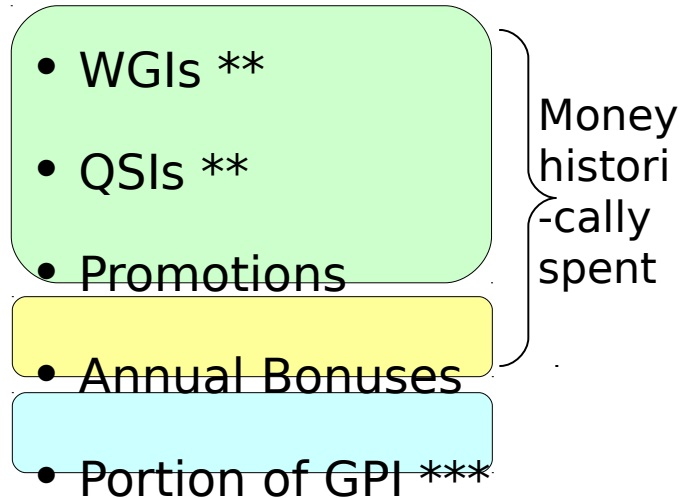 • WGIs **
• QSIs **
• Promotions
• Annual Bonuses
• Portion of GPI ***
Money
histori
-cally
spent